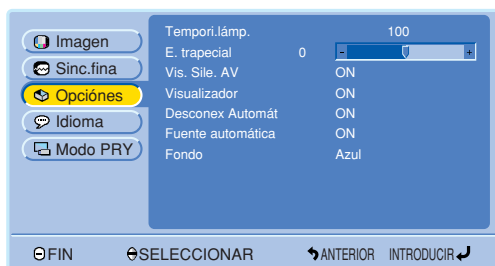 Imagen
Sinc.fina
Opciónes
Idioma
Modo PRY
Tempori.lámp. 100
E. trapecial 0 - +
Vis. Sile. AV ON
Visualizador ON
Desconex Automát ON
Fuente automática ON
Fondo Azul
FIN SELECCIONAR ANTERIOR INTRODUCIR